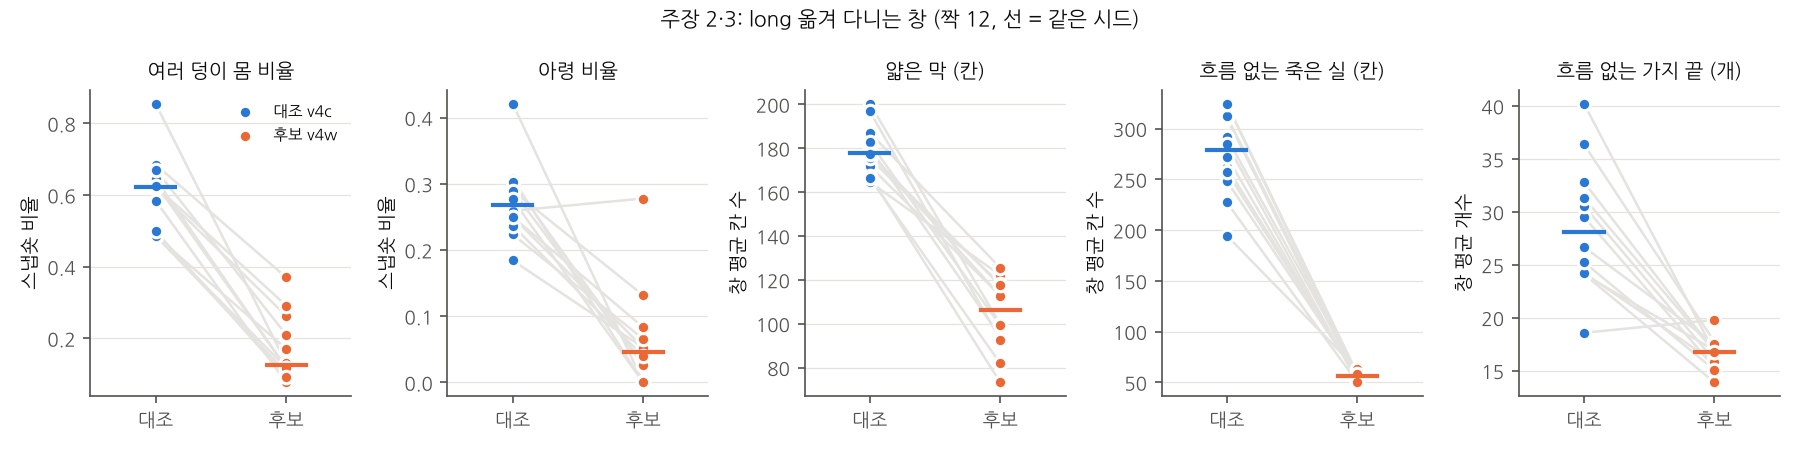 주장 2·3: long 옮겨 다니는 창 (짝 12, 선 = 같은 시드)
여러 덩이 몸 비율
스냅숏 비율
0.8
0.6
0.4
0.2
대조 v4c
후보 v4w
대조
후보
아령 비율
스냅숏 비율
0.4
0.3
0.2
0.1
0.0
대조
후보
얇은 막 (칸)
창 평균 칸 수
200
180
160
140
120
100
80
대조
후보
흐름 없는 죽은 실 (칸)
창 평균 칸 수
300
250
200
150
100
50
대조
후보
흐름 없는 가지 끝 (개)
창 평균 개수
40
35
30
25
20
15
대조
후보